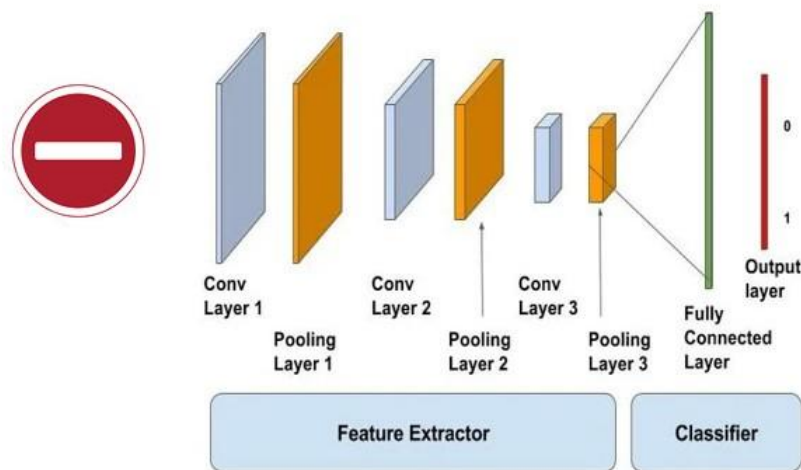 Conv
Layer 1
Pooling
Layer 1
Conv
Layer 2
Pooling
Layer 2
Conv
Layer 3
Pooling
Layer 3
Fully
Connected
Layer
0
1
Output
layer
Feature Extractor
Classifier